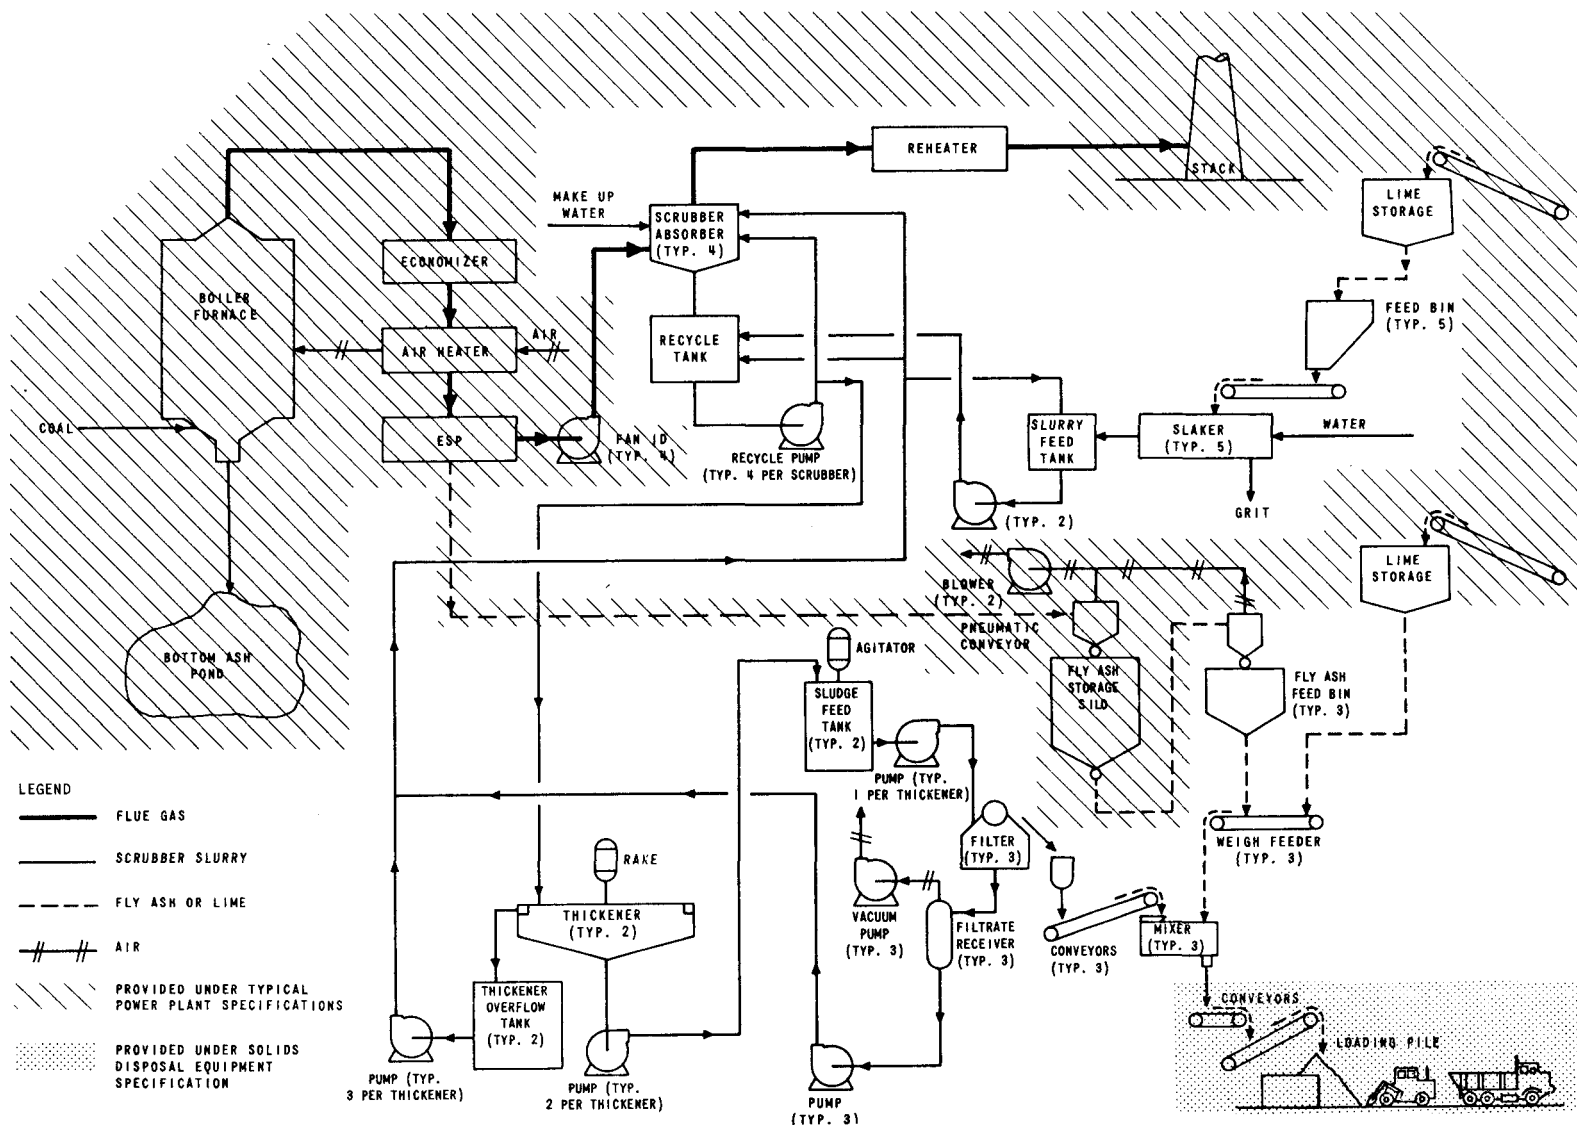 REHEATER
STACK
LIME
STORAGE
MAKE UP
WATER
SCRUBBER
ABSORBER
(TYP. 4)
ECONOMIZER
BOILER
FURNACE
FEED BIN
(TYP. 5)
AIR
AIR HEATER
RECYCLE
TANK
COAL
ESP
FAN ID
(TYP. 4)
RECYCLE PUMP
(TYP. 4 PER SCRUBBER)
SLURRY
FEED
TANK
SLAKER
(TYP. 5)
WATER
GRIT
(TYP. 2)
LIME
STORAGE
BLOWER
(TYP. 2)
PNEUMATIC
CONVEYOR
BOTTOM ASH
POND
AGITATOR
SLUDGE
FEED
TANK
(TYP. 2)
FLY ASH
STORAGE
SILO
FLY ASH
FEED BIN
(TYP. 3)
PUMP (TYP.
1 PER THICKENER)
LEGEND
FLUE GAS
SCRUBBER SLURRY
FLY ASH OR LIME
AIR
PROVIDED UNDER TYPICAL
POWER PLANT SPECIFICATIONS
PROVIDED UNDER SOLIDS
DISPOSAL EQUIPMENT
SPECIFICATION
RAKE
FILTER
(TYP. 3)
WEIGH FEEDER
(TYP. 3)
THICKENER
(TYP. 2)
VACUUM
PUMP
(TYP. 3)
FILTRATE
RECEIVER
(TYP. 3)
CONVEYORS
(TYP. 3)
MIXER
(TYP. 3)
THICKENER
OVERFLOW
TANK
(TYP. 2)
CONVEYORS
LOADING PILE
PUMP (TYP.
3 PER THICKENER)
PUMP (TYP.
2 PER THICKENER)
PUMP
(TYP. 3)